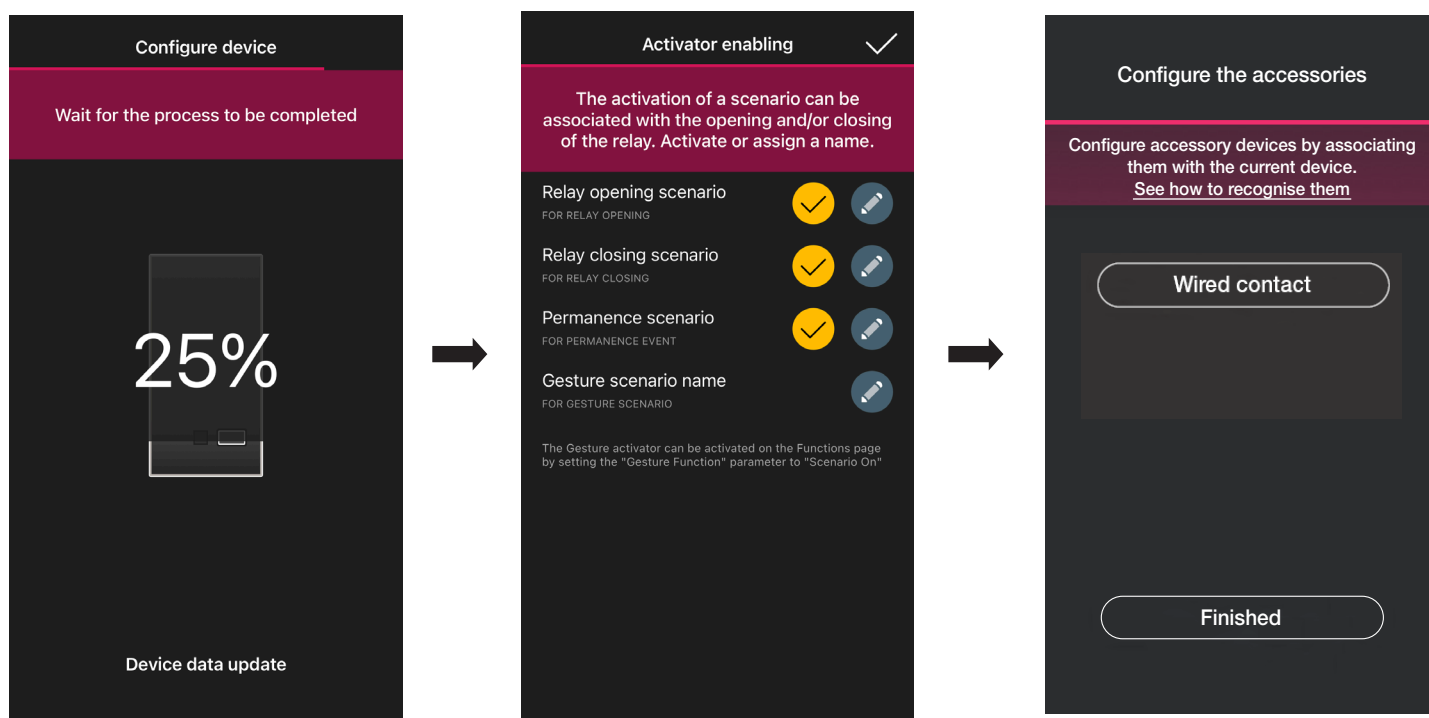 Configure device
Wait for the process to be completed
25%
Device data update
Activator enabling
The activation of a scenario can be
associated with the opening and/or closing
of the relay. Activate or assign a name.
Relay opening scenario
FOR RELAY OPENING
Relay closing scenario
FOR RELAY CLOSING
Permanence scenario
FOR PERMANENCE EVENT
Gesture scenario name
FOR GESTURE SCENARIO
The Gesture activator can be activated on the Functions page
by setting the "Gesture Function" parameter to "Scenario On"
Configure the accessories
Configure accessory devices by associating
them with the current device.
See how to recognise them
Wired contact
Finished